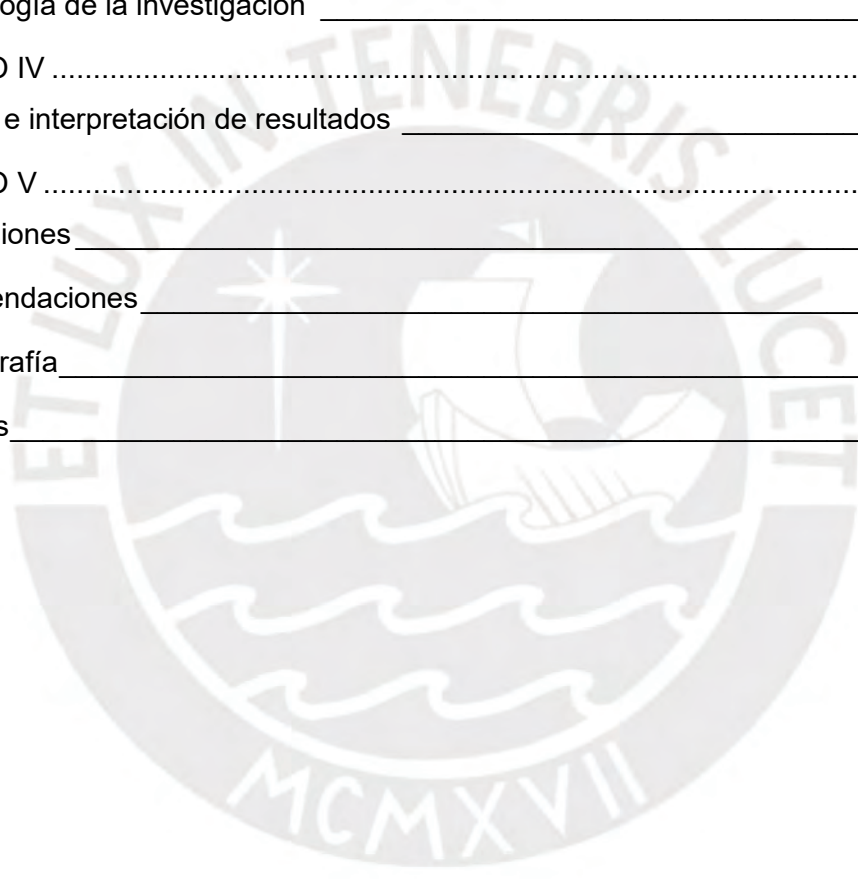 ogía de la investigación
O IV
e interpretación de resultados
O V
iones
endaciones
rafía
s
ET LUX IN TENEBRIS LUCET
MCMXVII